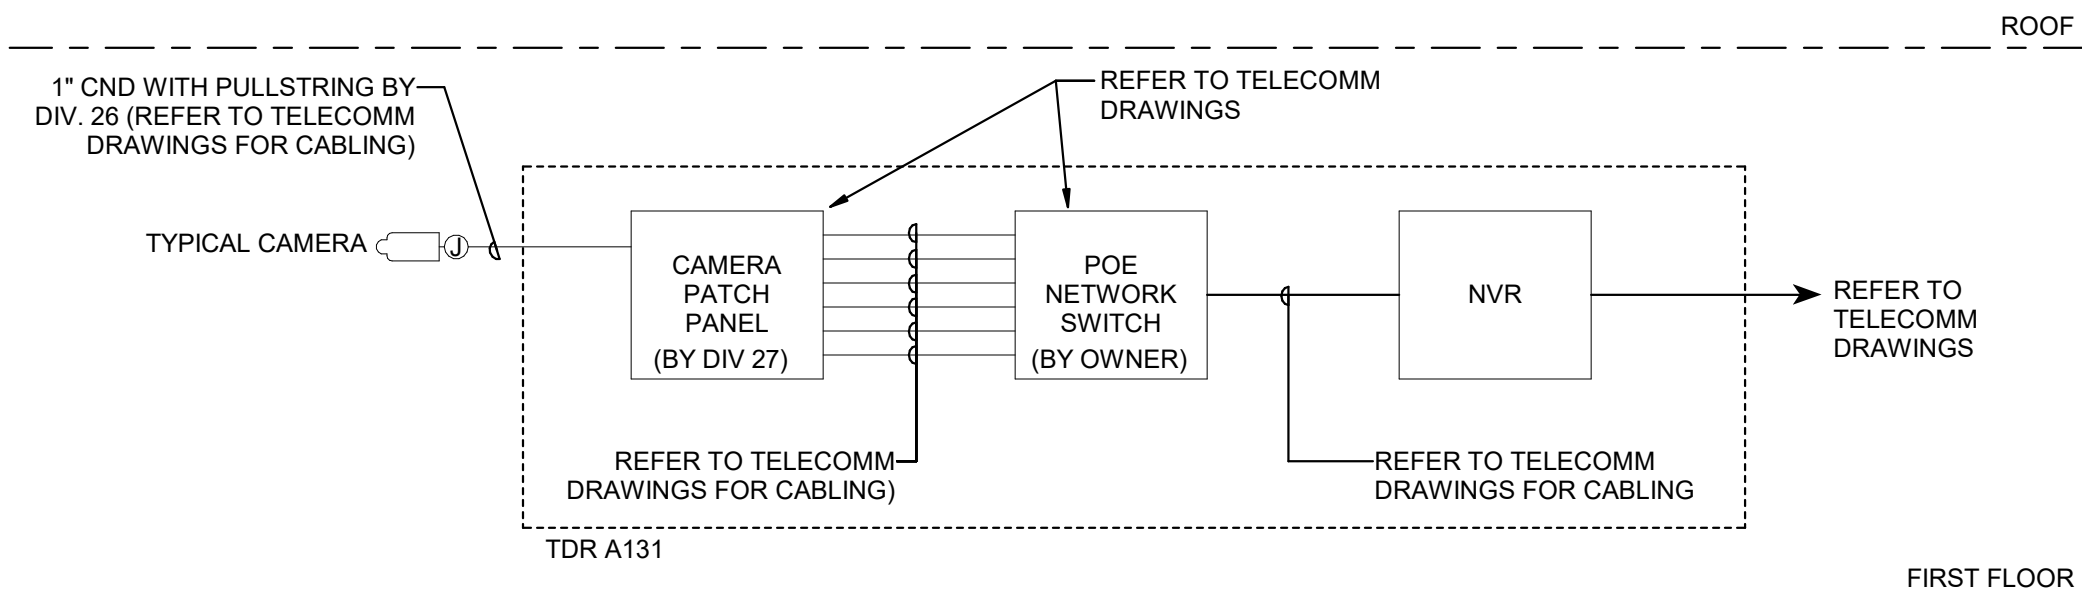 ROOF
1" CND WITH PULLSTRING BY
DIV. 26 (REFER TO TELECOMM
DRAWINGS FOR CABLING)
REFER TO TELECOMM
DRAWINGS
TYPICAL CAMERA
J
CAMERA
PATCH
PANEL
(BY DIV 27)
POE
NETWORK
SWITCH
(BY OWNER)
NVR
REFER TO
TELECOMM
DRAWINGS
REFER TO TELECOMM
DRAWINGS FOR CABLING)
REFER TO TELECOMM
DRAWINGS FOR CABLING
TDR A131
FIRST FLOOR